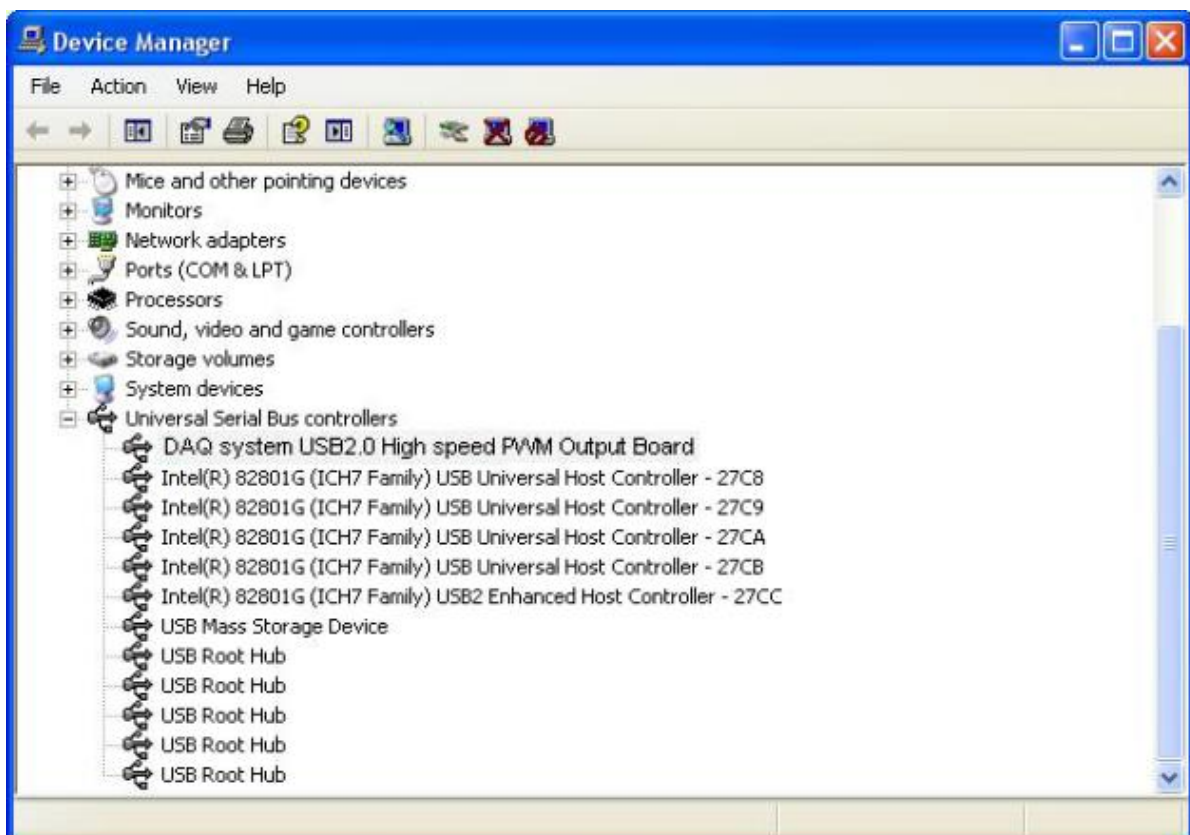 Device Manager
File Action View Help
Mice and other pointing devices
Monitors
Network adapters
Ports (COM & LPT)
Processors
Sound, video and game controllers
Storage volumes
System devices
Universal Serial Bus controllers
DAQ system USB2.0 High speed PWM Output Board
Intel(R) 82801G (ICH7 Family) USB Universal Host Controller - 27C8
Intel(R) 82801G (ICH7 Family) USB Universal Host Controller - 27C9
Intel(R) 82801G (ICH7 Family) USB Universal Host Controller - 27CA
Intel(R) 82801G (ICH7 Family) USB Universal Host Controller - 27CB
Intel(R) 82801G (ICH7 Family) USB2 Enhanced Host Controller - 27CC
USB Mass Storage Device
USB Root Hub
USB Root Hub
USB Root Hub
USB Root Hub
USB Root Hub